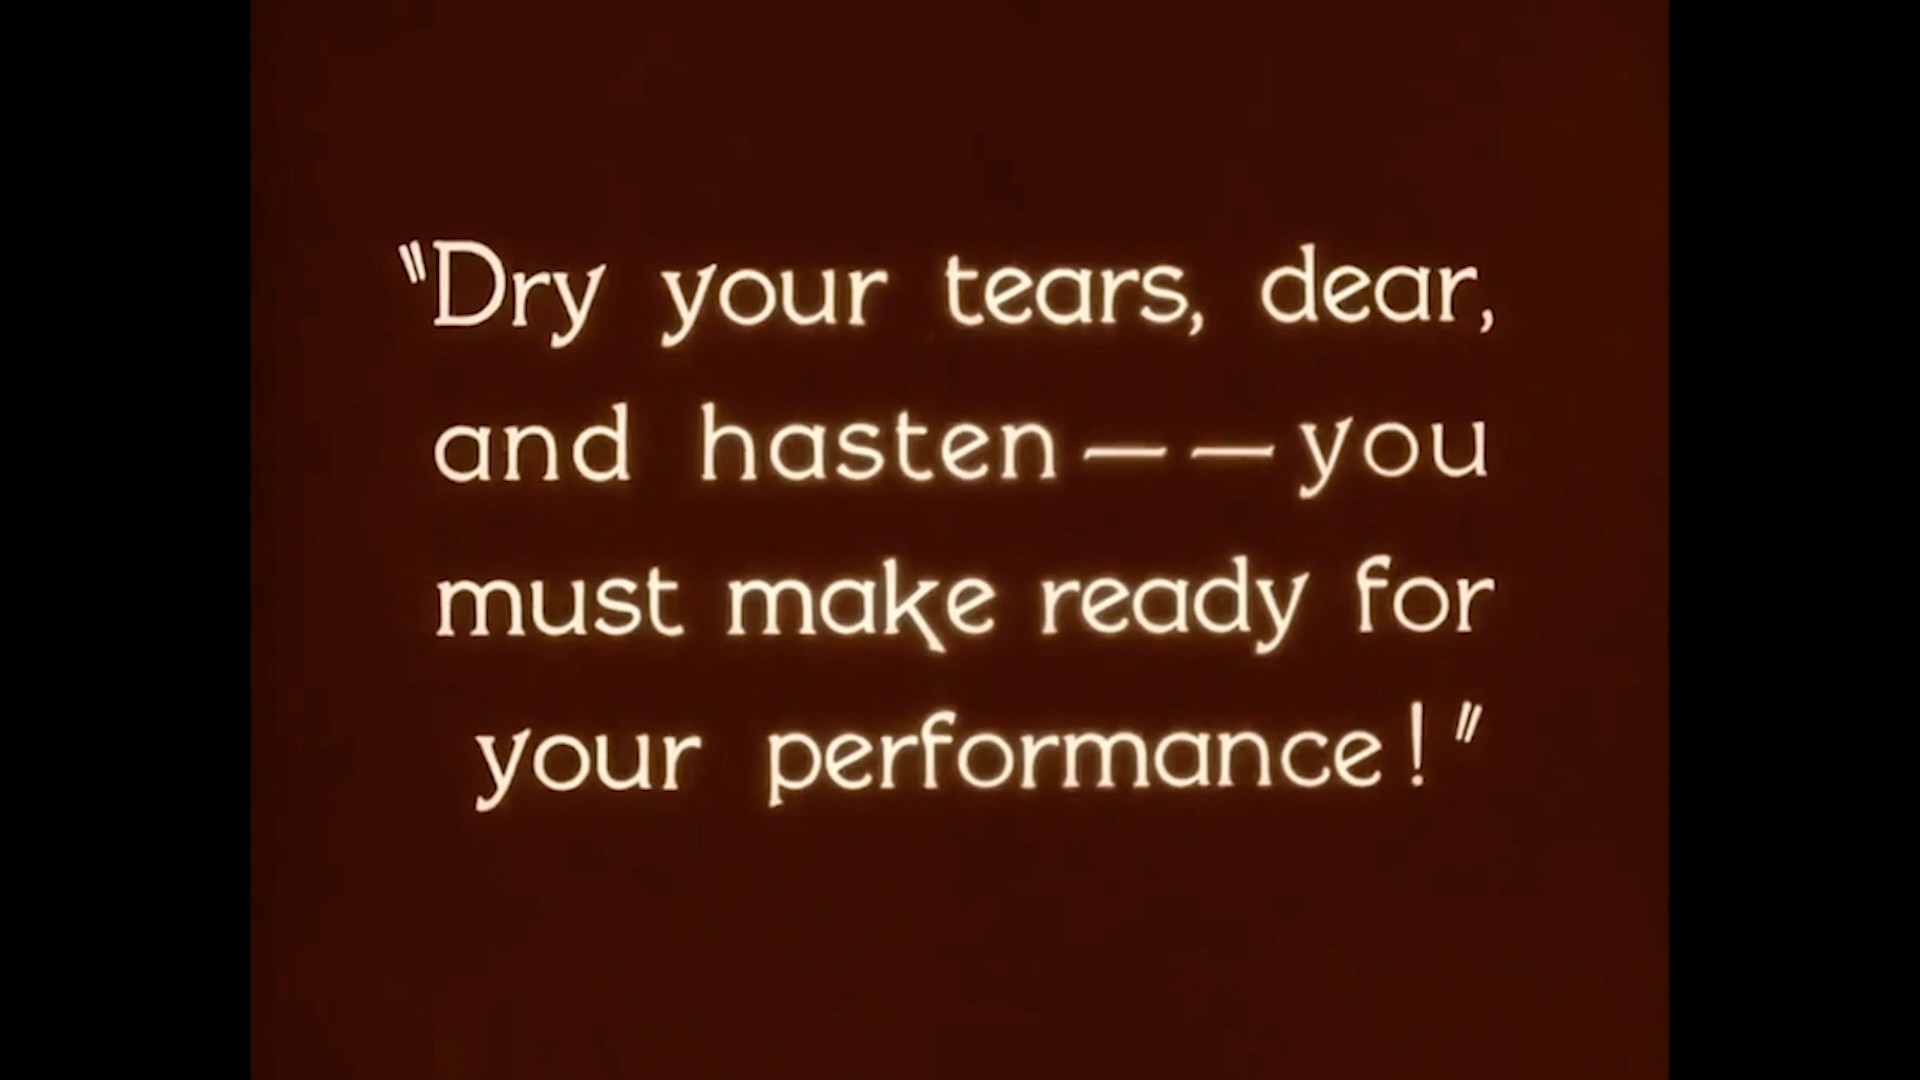 "Dry your tears, dear,
and hasten——you
must make ready for
your performance!"